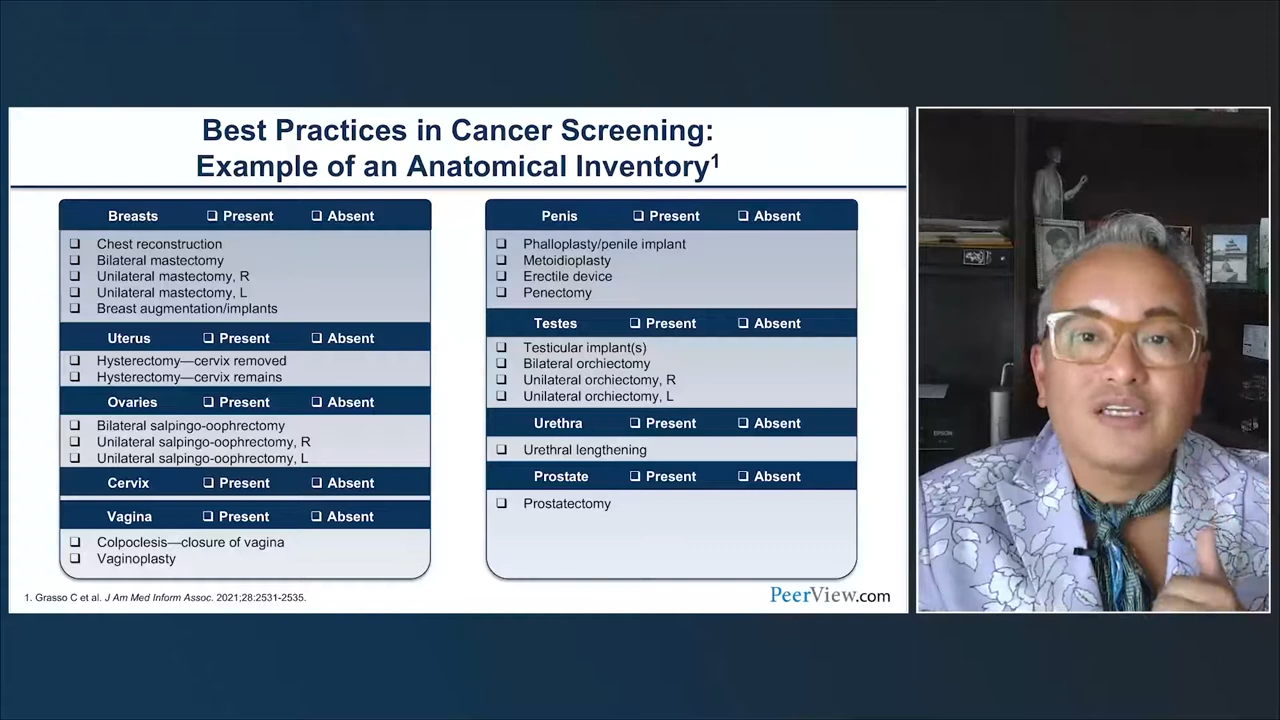 Best Practices in Cancer Screening:
Example of an Anatomical Inventory1
Breasts ❑ Present ❑ Absent
❑ Chest reconstruction
❑ Bilateral mastectomy
❑ Unilateral mastectomy, R
❑ Unilateral mastectomy, L
❑ Breast augmentation/implants
Uterus ❑ Present ❑ Absent
❑ Hysterectomy—cervix removed
❑ Hysterectomy—cervix remains
Ovaries ❑ Present ❑ Absent
❑ Bilateral salpingo-oophrectomy
❑ Unilateral salpingo-oophrectomy, R
❑ Unilateral salpingo-oophrectomy, L
Cervix ❑ Present ❑ Absent
Vagina ❑ Present ❑ Absent
❑ Colpoclesis—closure of vagina
❑ Vaginoplasty
Penis ❑ Present ❑ Absent
❑ Phalloplasty/penile implant
❑ Metoidioplasty
❑ Erectile device
❑ Penectomy
Testes ❑ Present ❑ Absent
❑ Testicular implant(s)
❑ Bilateral orchiectomy
❑ Unilateral orchiectomy, R
❑ Unilateral orchiectomy, L
Urethra ❑ Present ❑ Absent
❑ Urethral lengthening
Prostate ❑ Present ❑ Absent
❑ Prostatectomy
1. Grasso C et al. J Am Med Inform Assoc. 2021;28:2531-2535.
PeerView.com
EPSON